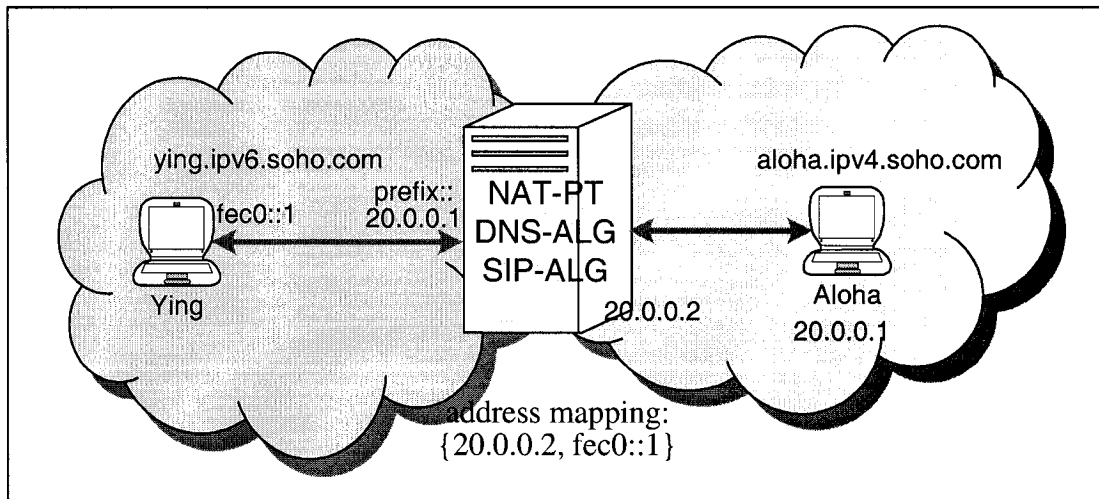 ying.ipv6.soho.com
fec0::1
Ying
prefix::
20.0.0.1
NAT-PT
DNS-ALG
SIP-ALG
20.0.0.2
aloha.ipv4.soho.com
Aloha
20.0.0.1
address mapping:
{20.0.0.2, fec0::1}